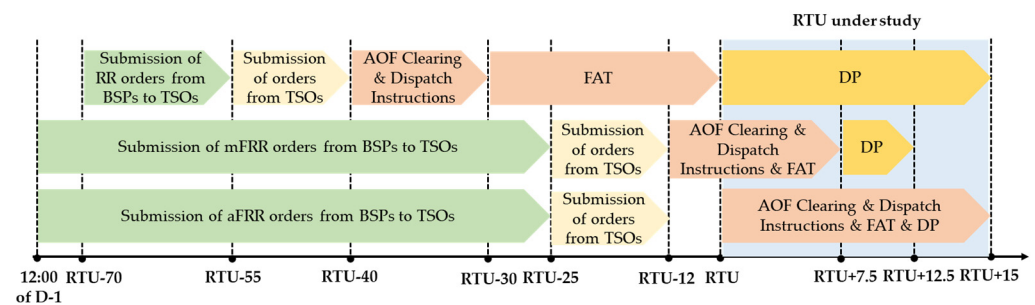 RTU under study
Submission of
RR orders from
BSPs to TSOs
Submission
of orders
from TSOs
AOF Clearing
& Dispatch
Instructions
FAT
DP
Submission of mFRR orders from BSPs to TSOs
Submission
of orders
from TSOs
AOF Clearing &
Dispatch
Instructions & FAT
DP
Submission of aFRR orders from BSPs to TSOs
Submission
of orders
from TSOs
AOF Clearing & Dispatch
Instructions & FAT & DP
12:00
of D-1
RTU-70
RTU-55
RTU-40
RTU-30
RTU-25
RTU-12
RTU
RTU+7.5
RTU+12.5
RTU+15